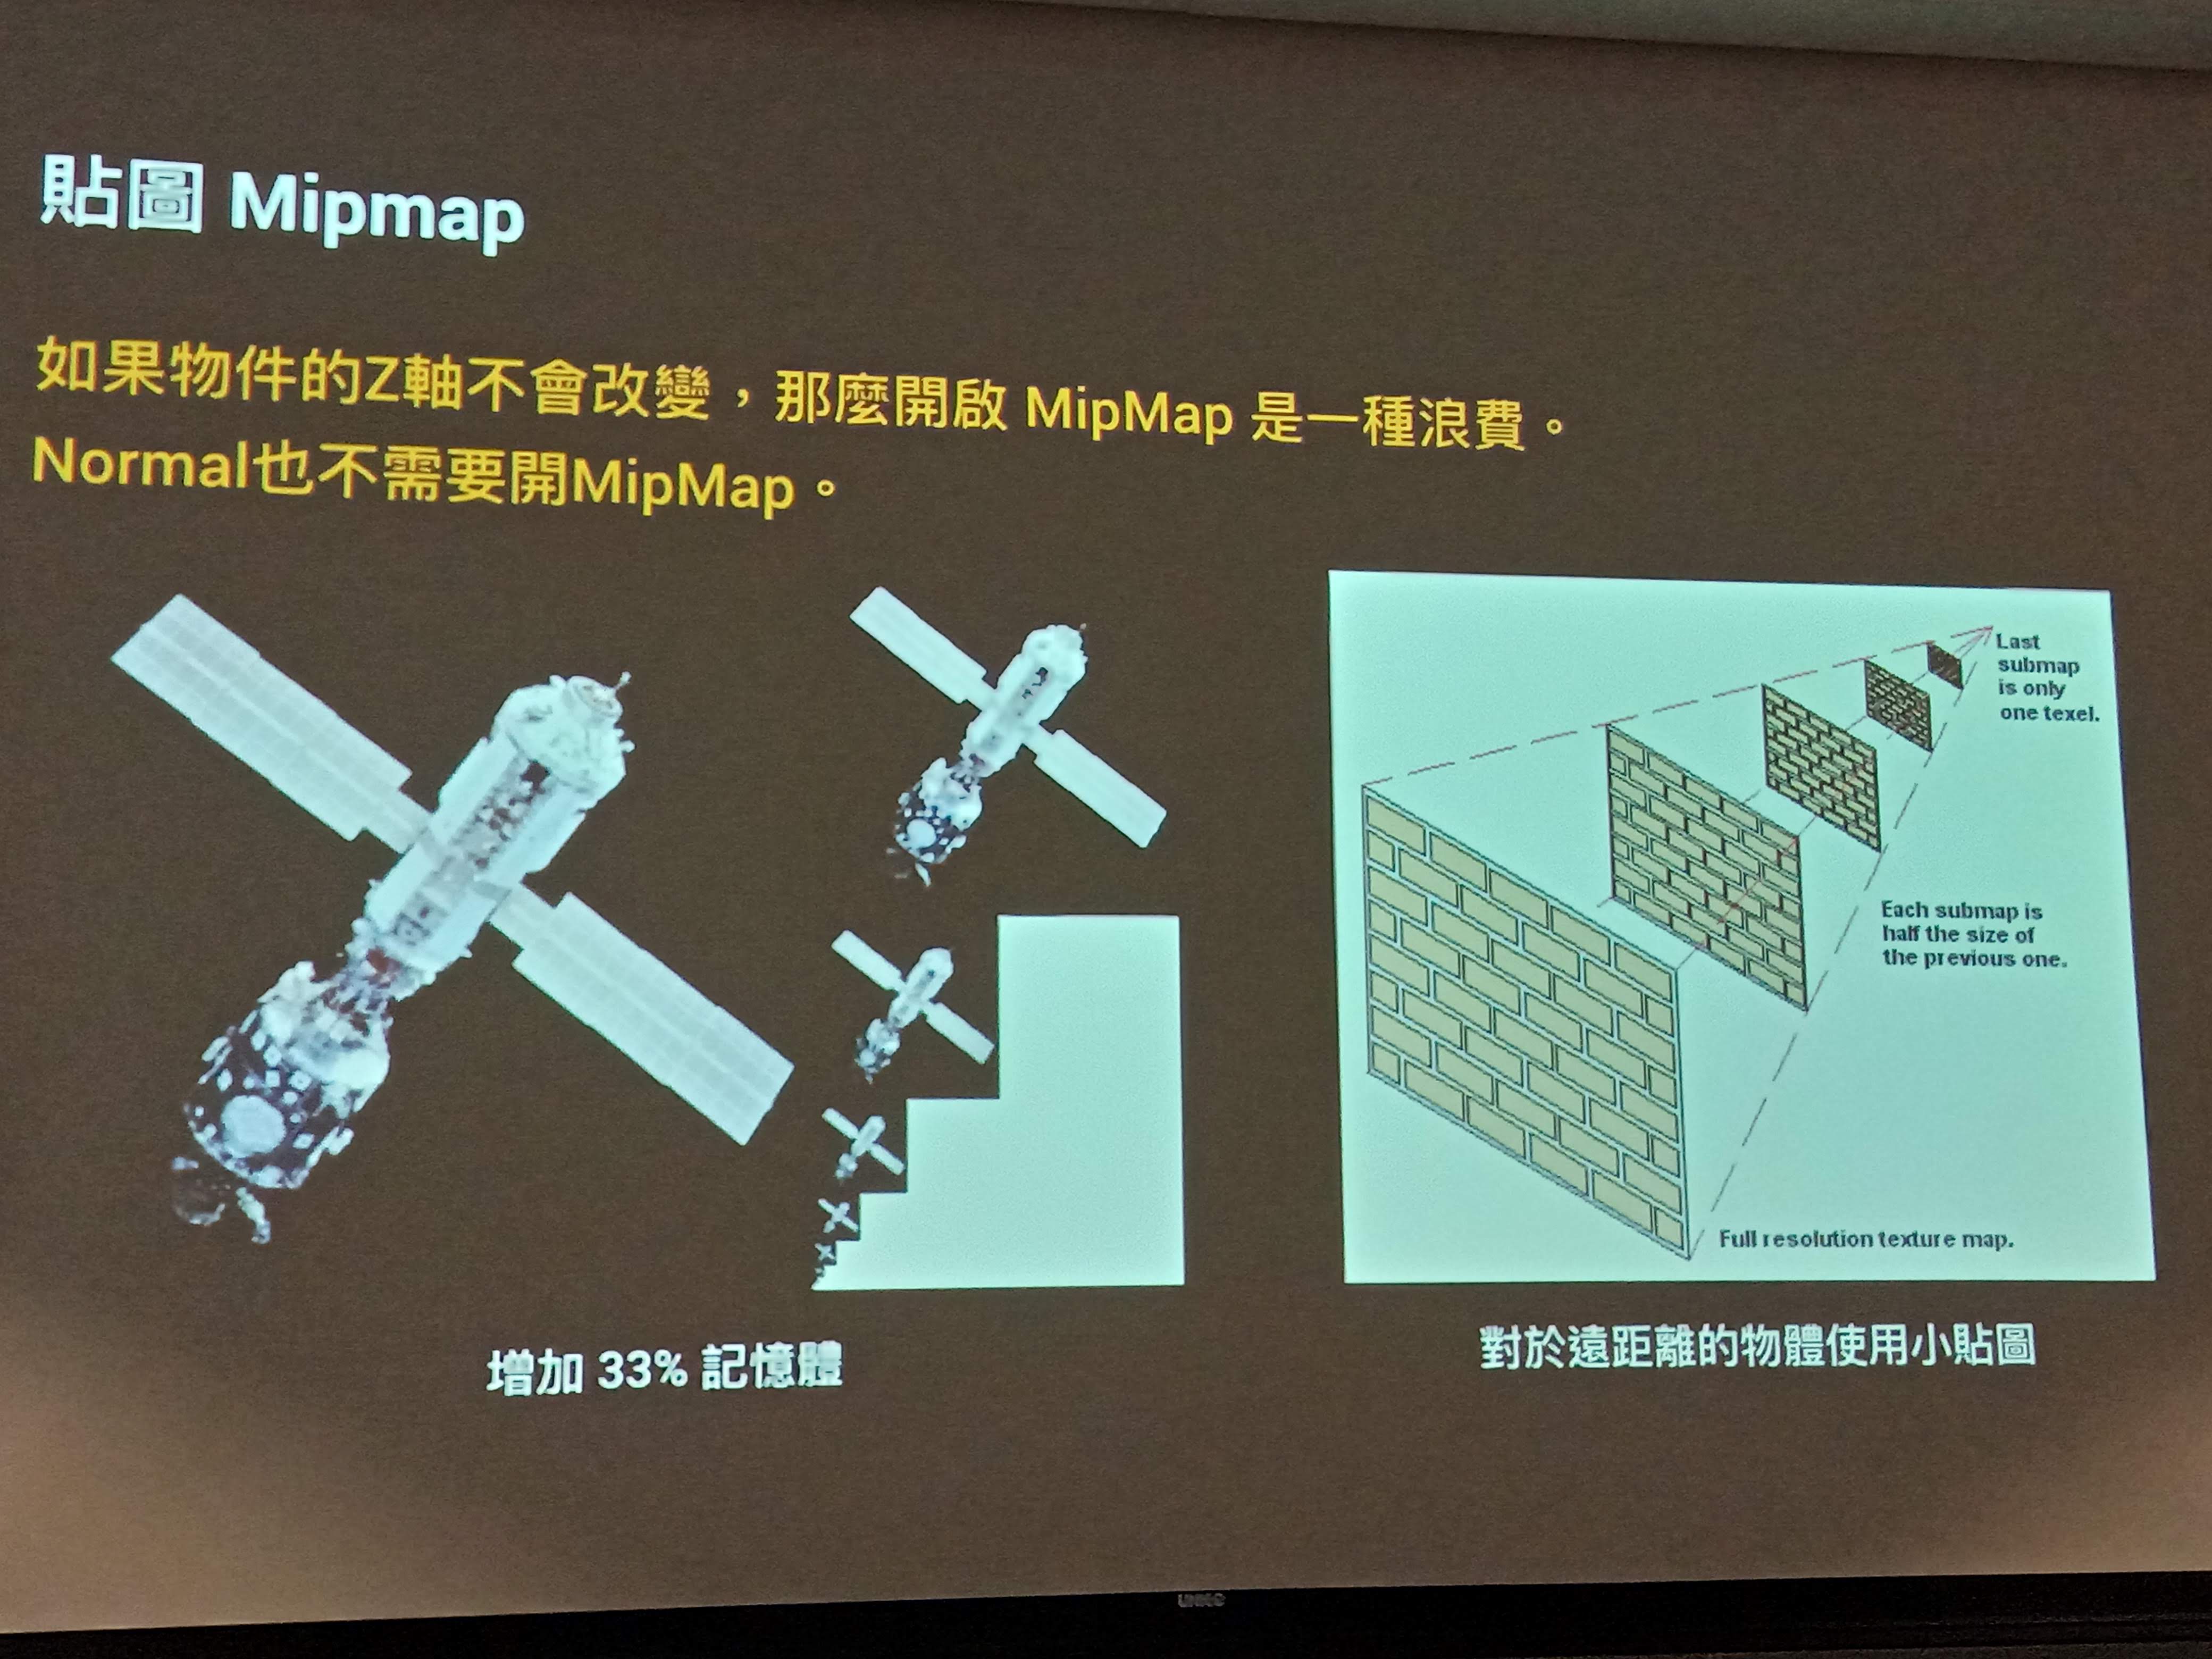 貼圖 Mipmap
如果物件的Z軸不會改變，那麼開啟 MipMap 是一種浪費。
Normal也不需要開MipMap。
Last
submap
is only
one texel.
Each submap is
half the size of
the previous one.
Full resolution texture map.
增加 33% 記憶體
對於遠距離的物體使用小貼圖